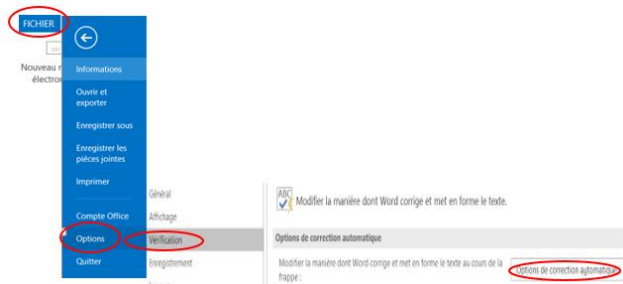 FICHIER
Nouveau
Informations
Ouvrir et
exporter
Enregistrer sous
Enregistrer les
pièces jointes
Imprimer
Compte Office
Options
Quitter
Général
Affichage
Vérification
Enregistrement
ABC
Modifier la manière dont Word corrige et met en forme le texte.
Options de correction automatique
Modifier la manière dont Word corrige et met en forme le texte au cours de la
frappe :
Options de correction automatique